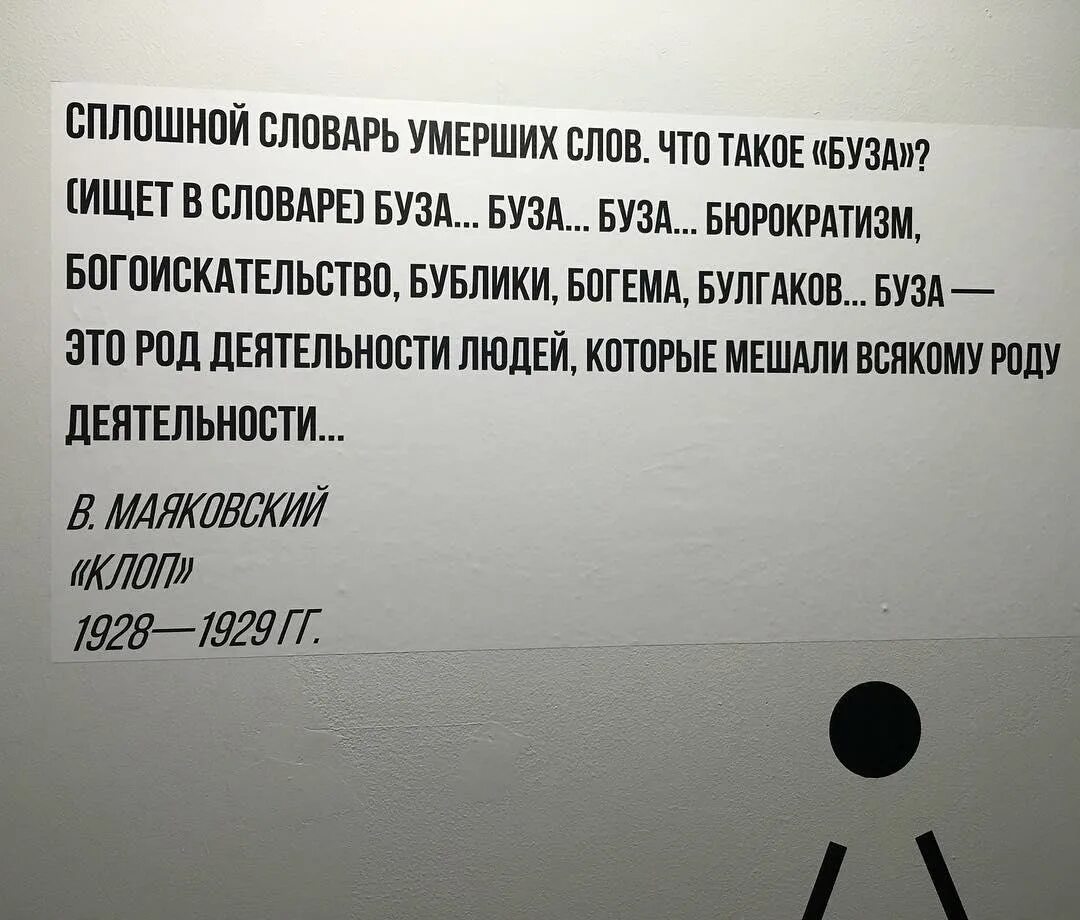 СПЛОШНОЙ СЛОВАРЬ УМЕРШИХ СЛОВ. ЧТО ТАКОЕ «БУЗА»?
(ИЩЕТ В СЛОВАРЕ) БУЗА... БУЗА... БУЗА... БЮРОКРАТИЗМ,
БОГОИСКАТЕЛЬСТВО, БУБЛИКИ, БОГЕМА, БУЛГАКОВ... БУЗА —
ЭТО РОД ДЕЯТЕЛЬНОСТИ ЛЮДЕЙ, КОТОРЫЕ МЕШАЛИ ВСЯКОМУ РОДУ
ДЕЯТЕЛЬНОСТИ...
В. МАЯКОВСКИЙ
«КЛОП»
1928—1929 ГГ.